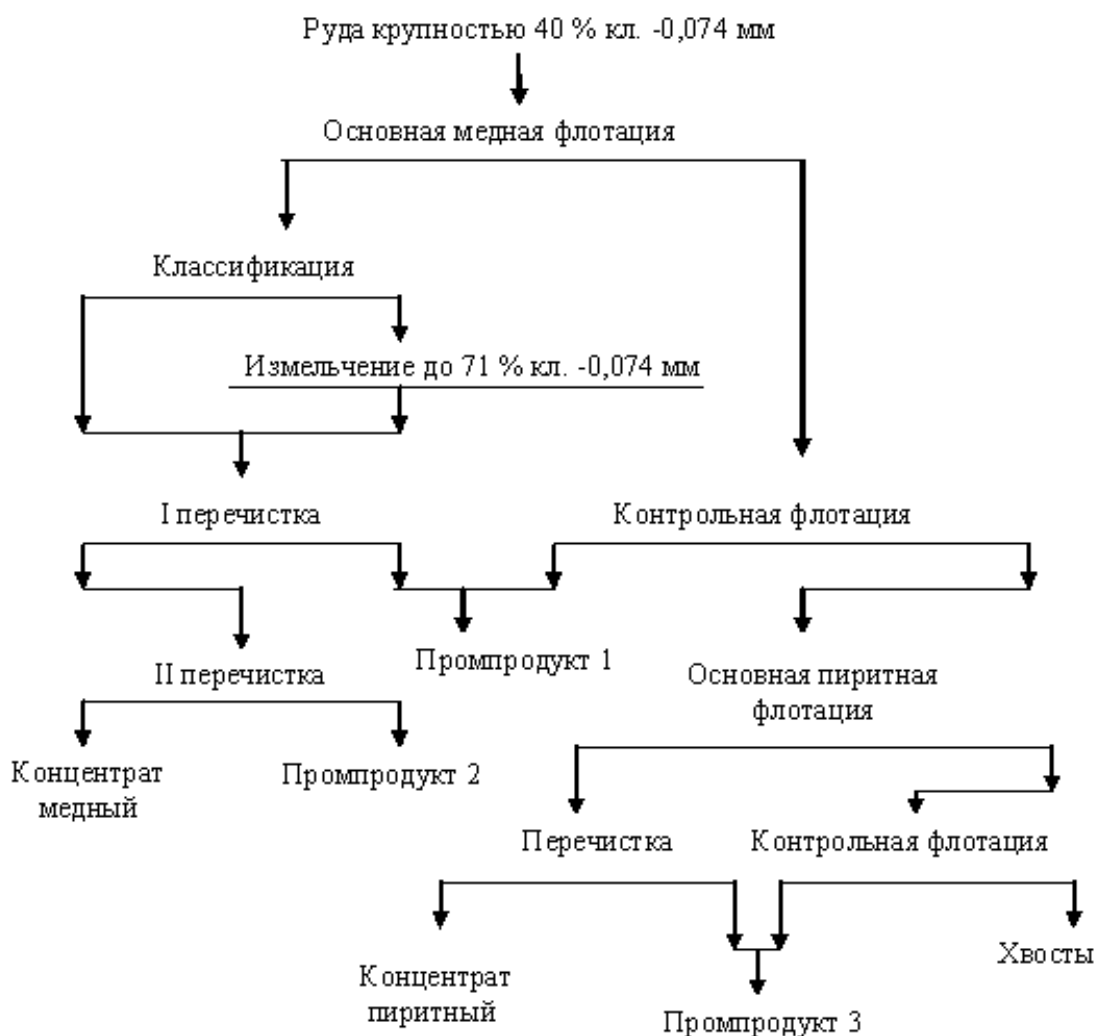 Руда крупностью 40 % кл. -0,074 мм
Основная медная флотация
Классификация
Измельчение до 71 % кл. -0,074 мм
I перечистка
Контрольная флотация
Промпродукт 1
II перечистка
Основная пиритная
флотация
Концентрат
медный
Промпродукт 2
Перечистка
Контрольная флотация
Концентрат
пиритный
Промпродукт 3
Хвосты